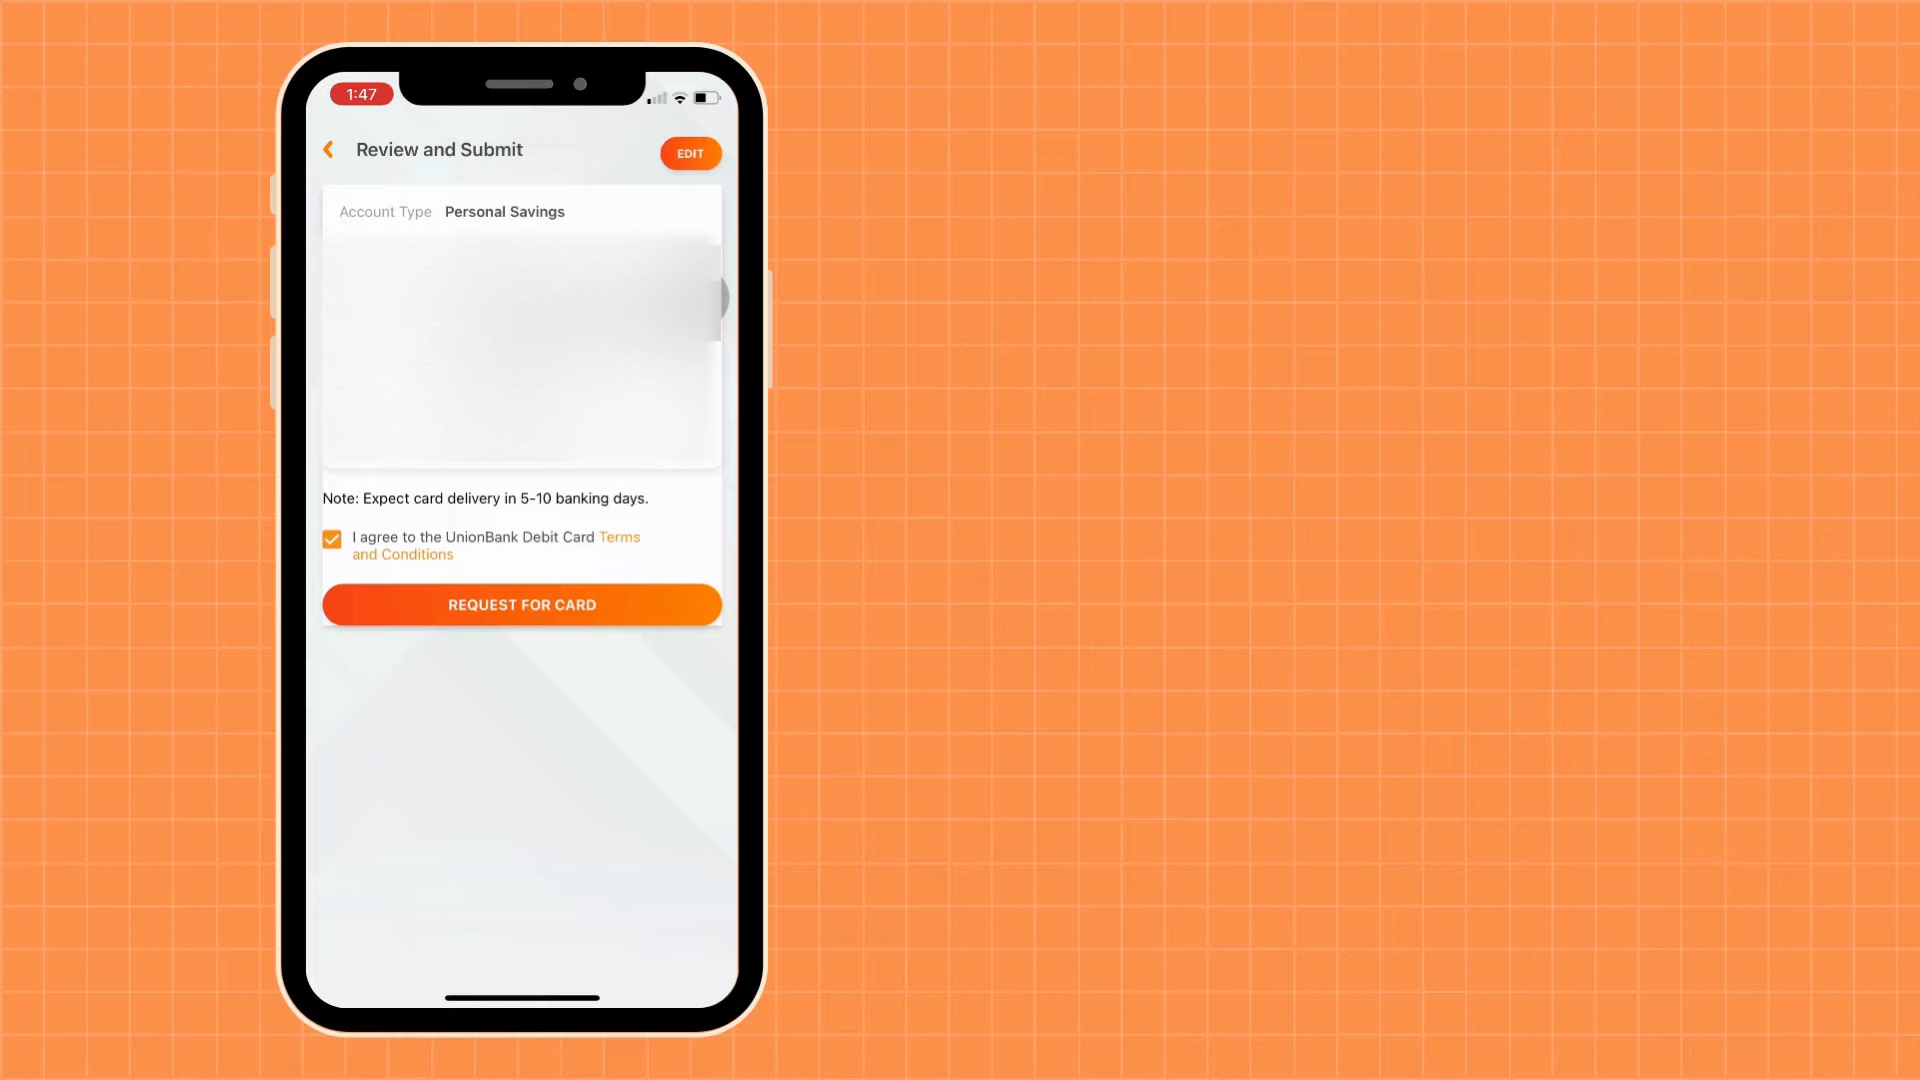 1:47
Review and Submit
EDIT
Account Type Personal Savings
Note: Expect card delivery in 5-10 banking days.
I agree to the UnionBank Debit Card Terms
and Conditions
REQUEST FOR CARD